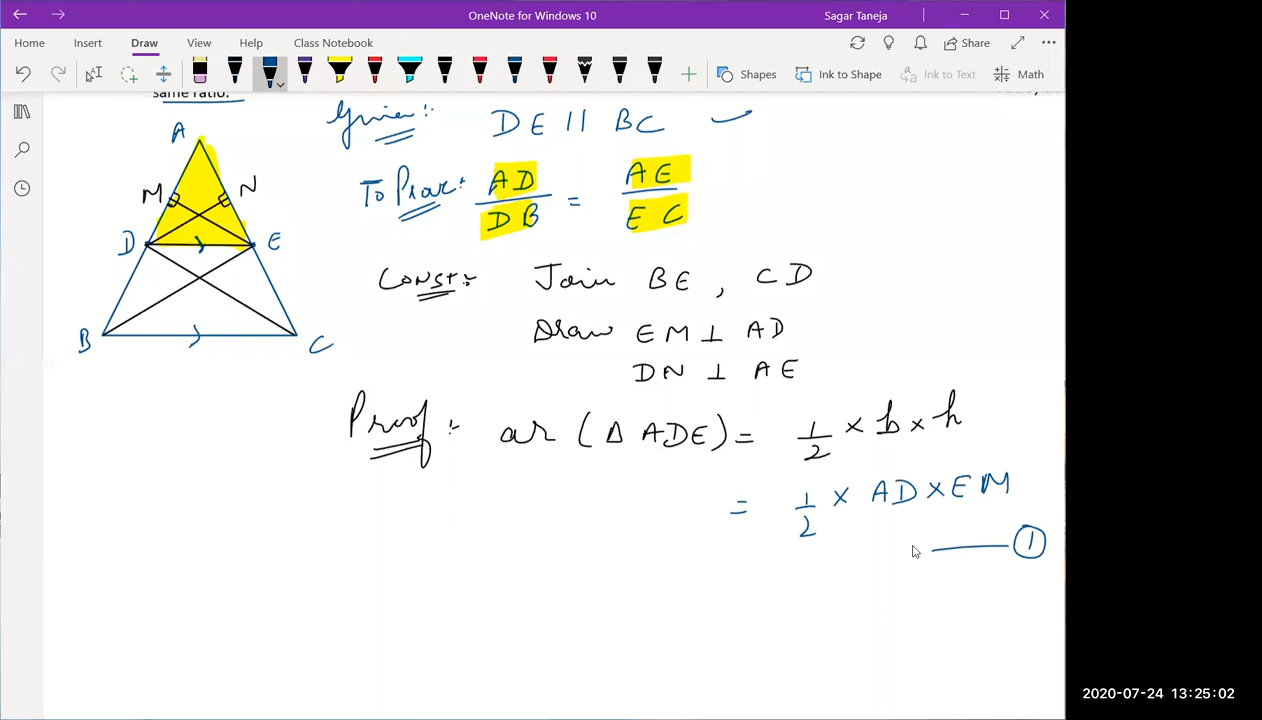 OneNote for Windows 10
Sagar Taneja
Home Insert Draw View Help Class Notebook
Share
Shapes Ink to Shape Ink to Text Math
same ratio.
Given:- DE || BC
A
M N
To Prove: AD/DB = AE/EC
D E
Const:- Join BE, CD
B C
Draw EM ⊥ AD
DN ⊥ AE
Proof:- ar (Δ ADE) = 1/2 × b × h
= 1/2 × AD × EM
1
2020-07-24 13:25:02